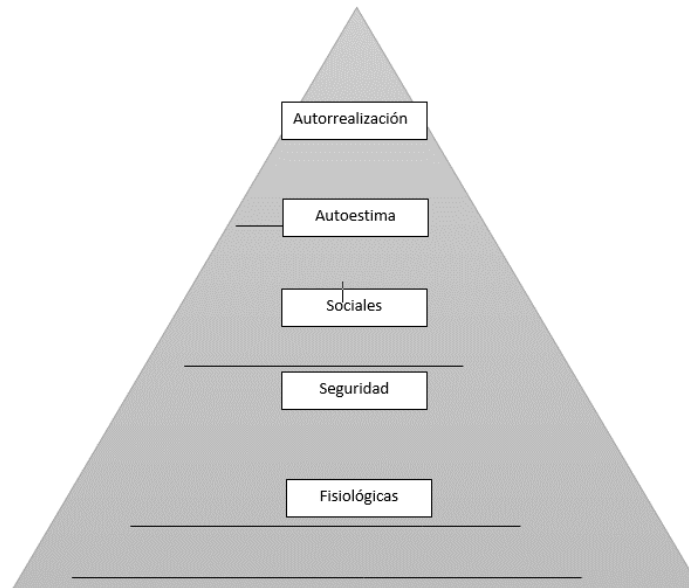 Autorrealización
Autoestima
Sociales
Seguridad
Fisiológicas